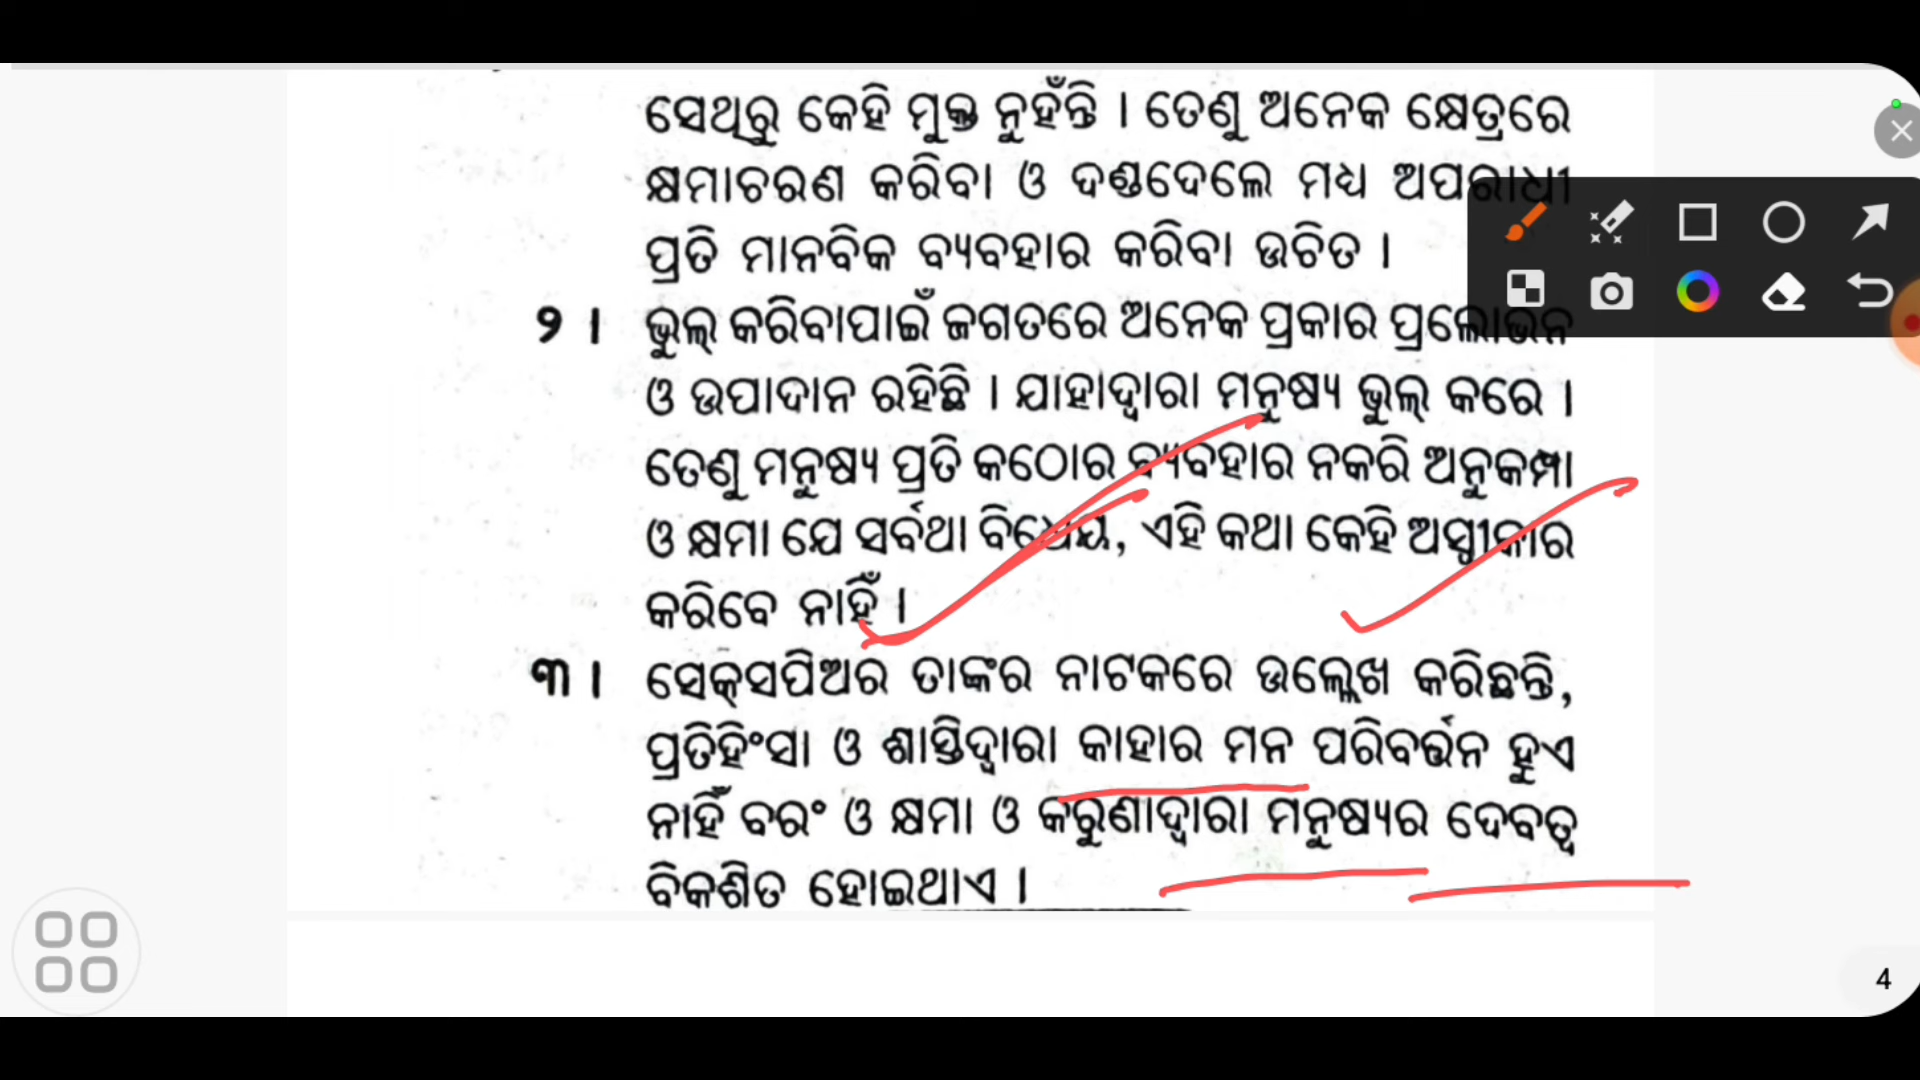 ସେଥିରୁ କେହି ମୁକ୍ତ ନୁହଁନ୍ତି । ତେଣୁ ଅନେକ କ୍ଷେତ୍ରରେ
କ୍ଷମାଚରଣ କରିବା ଓ ଦଣ୍ଡଦେଲେ ମଧ୍ୟ ଅପରାଧୀ
ପ୍ରତି ମାନବିକ ବ୍ୟବହାର କରିବା ଉଚିତ ।
୨ । ଭୁଲ୍ କରିବାପାଇଁ ଜଗତରେ ଅନେକ ପ୍ରକାର ପ୍ରଲୋଭନ
ଓ ଉପାଦାନ ରହିଛି । ଯାହାଦ୍ୱାରା ମନୁଷ୍ୟ ଭୁଲ୍ କରେ ।
ତେଣୁ ମନୁଷ୍ୟ ପ୍ରତି କଠୋର ବ୍ୟବହାର ନକରି ଅନୁକମ୍ପା
ଓ କ୍ଷମା ଯେ ସର୍ବଥା ବିଧେୟ, ଏହି କଥା କେହି ଅସ୍ୱୀକାର
କରିବେ ନାହିଁ ।
୩ । ସେକ୍ସପିଅର ତାଙ୍କର ନାଟକରେ ଉଲ୍ଲେଖ କରିଛନ୍ତି,
ପ୍ରତିହିଂସା ଓ ଶାସ୍ତିଦ୍ୱାରା କାହାର ମନ ପରିବର୍ତ୍ତନ ହୁଏ
ନାହିଁ ବରଂ ଓ କ୍ଷମା ଓ କରୁଣାଦ୍ୱାରା ମନୁଷ୍ୟର ଦେବତ୍ୱ
ବିକଶିତ ହୋଇଥାଏ ।
4